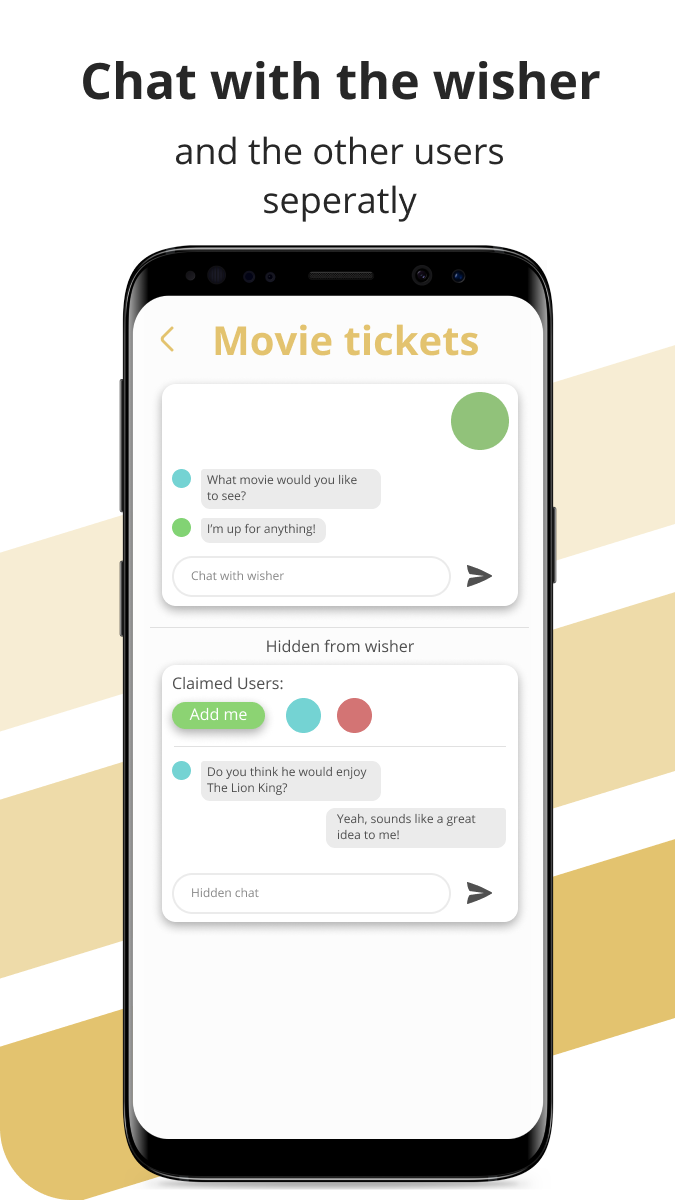 Chat with the wisher
and the other users
seperatly
Movie tickets
What movie would you like
to see?
I'm up for anything!
Chat with wisher
Hidden from wisher
Claimed Users:
Add me
Do you think he would enjoy
The Lion King?
Yeah, sounds like a great
idea to me!
Hidden chat